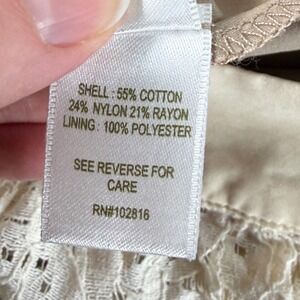 SHELL : 55% COTTON
24% NYLON 21% RAYON
LINING : 100% POLYESTER
SEE REVERSE FOR
CARE
RN#102816